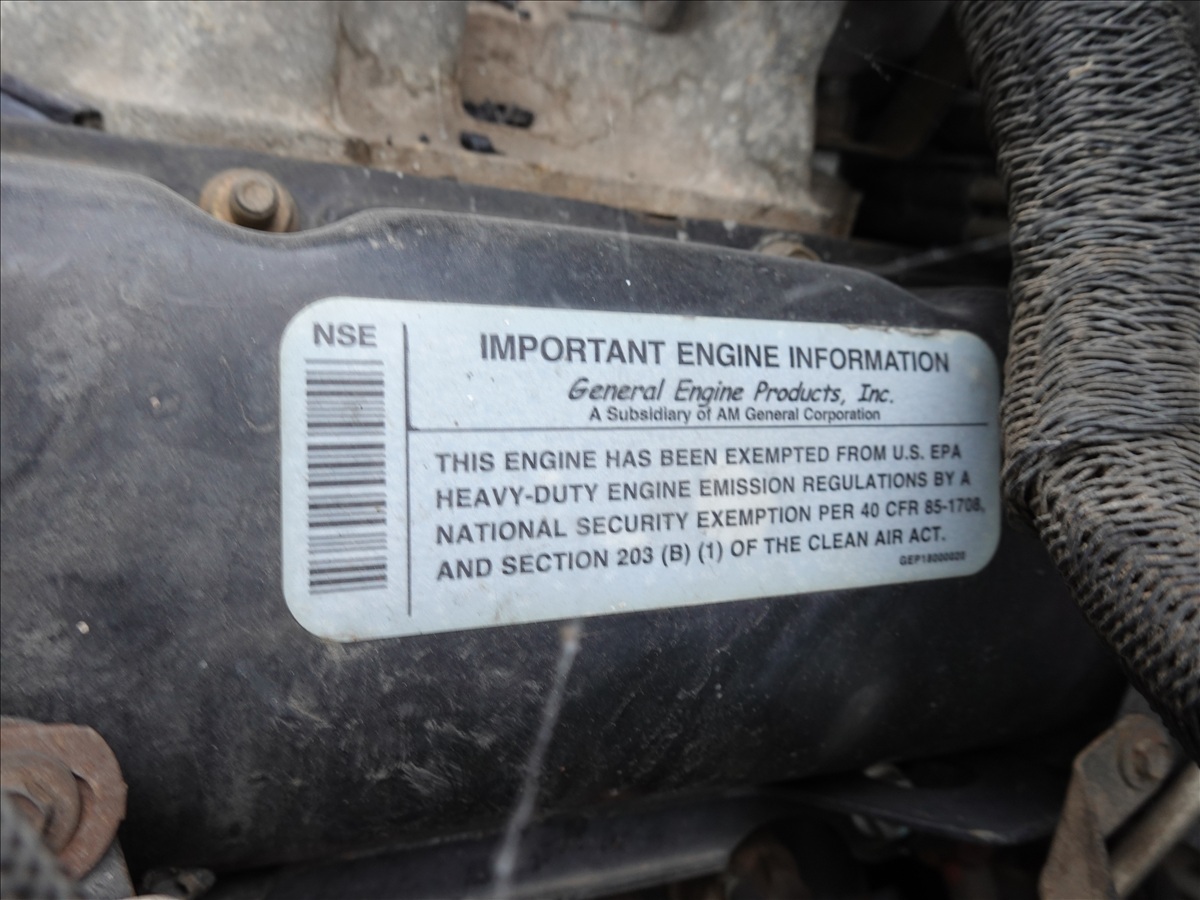 NSE
IMPORTANT ENGINE INFORMATION
General Engine Products, Inc.
A Subsidiary of AM General Corporation
THIS ENGINE HAS BEEN EXEMPTED FROM U.S. EPA
HEAVY-DUTY ENGINE EMISSION REGULATIONS BY A
NATIONAL SECURITY EXEMPTION PER 40 CFR 85-1708,
AND SECTION 203 (B) (1) OF THE CLEAN AIR ACT.
GEP18000020